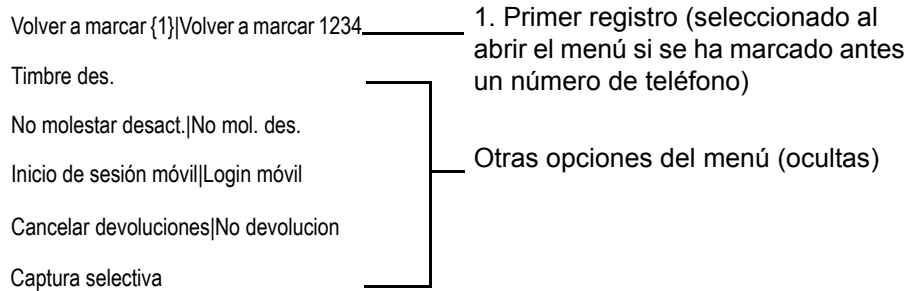 Volver a marcar {1}|Volver a marcar 1234
1. Primer registro (seleccionado al
abrir el menú si se ha marcado antes
un número de teléfono)
Timbre des.
No molestar desact.|No mol. des.
Inicio de sesión móvil|Login móvil
Otras opciones del menú (ocultas)
Cancelar devoluciones|No devolucion
Captura selectiva